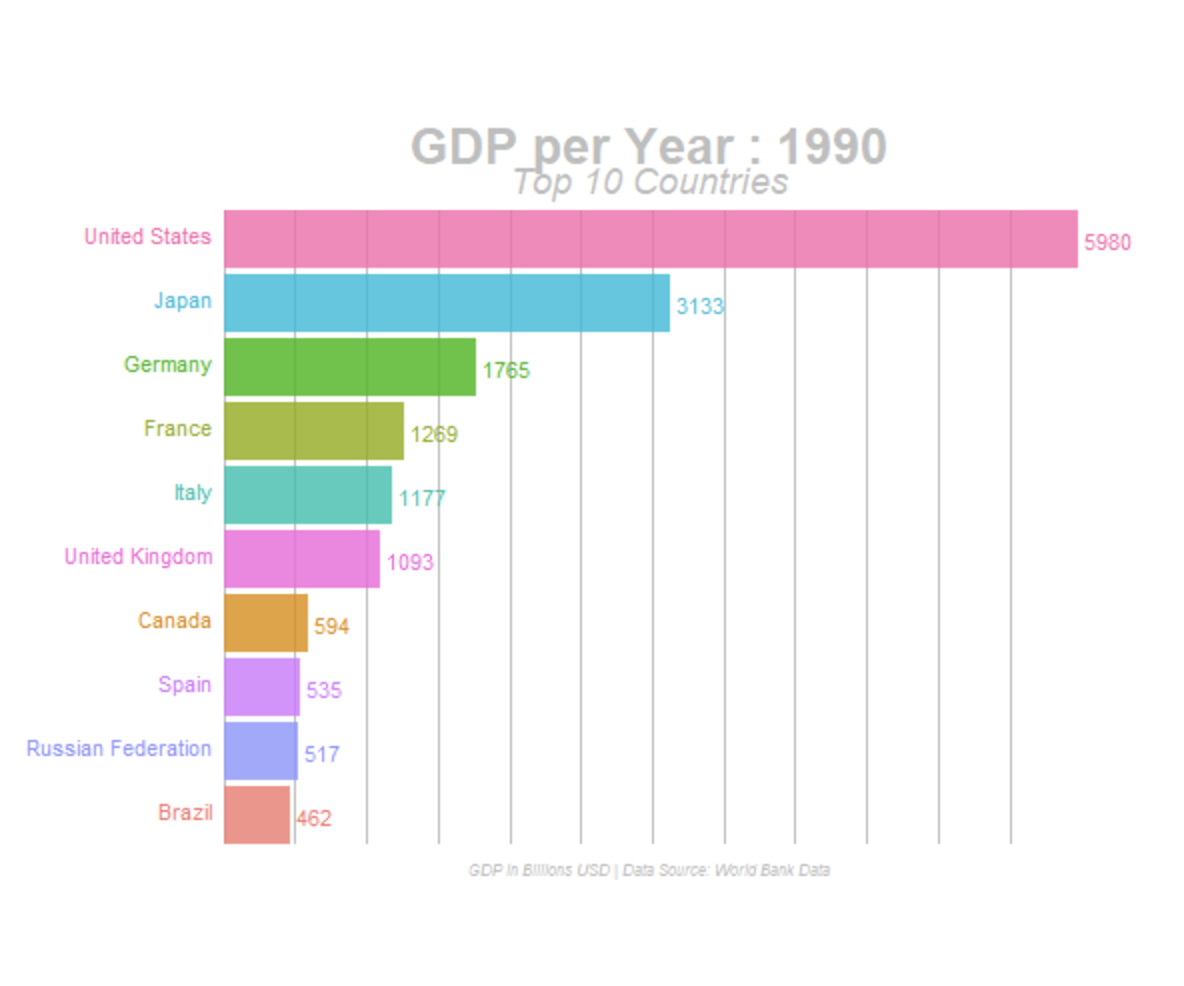 GDP per Year : 1990
Top 10 Countries
United States 5980
Japan 3133
Germany 1765
France 1269
Italy 1177
United Kingdom 1093
Canada 594
Spain 535
Russian Federation 517
Brazil 462
GDP in Billions USD | Data Source: World Bank Data